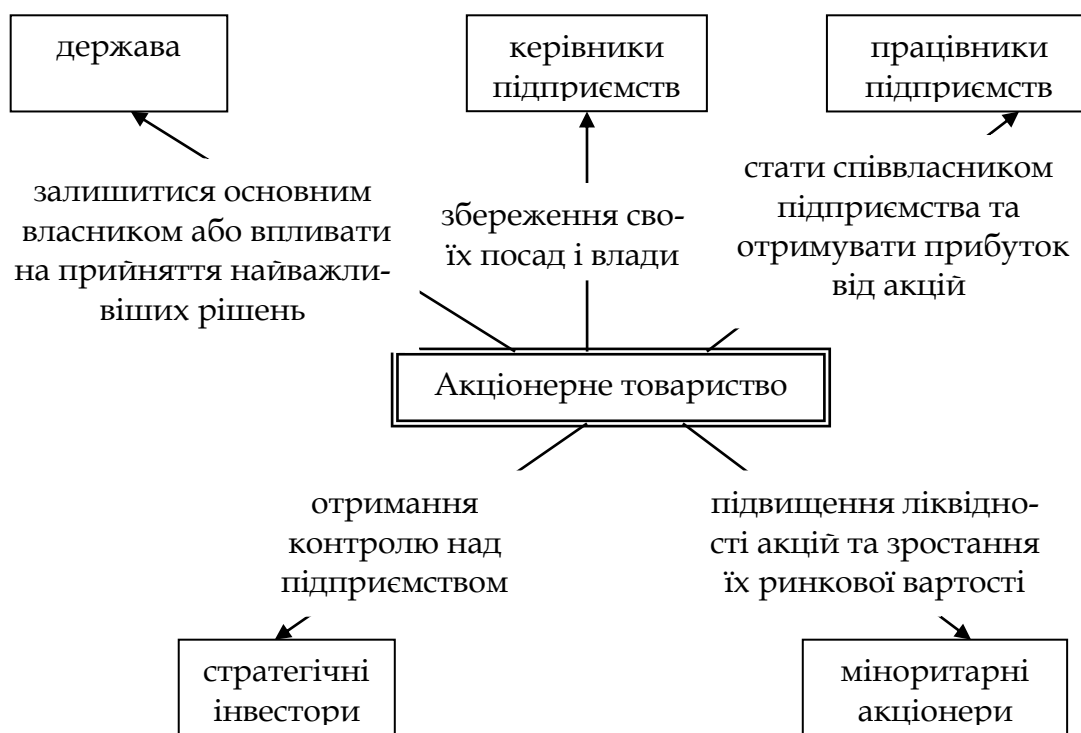 держава
керівники
підприємств
працівники
підприємств
залишитися основним
власником або впливати
на прийняття найважли-
віших рішень
збереження сво-
їх посад і влади
стати співвласником
підприємства та
отримувати прибуток
від акцій
Акціонерне товариство
отримання
контролю над
підприємством
підвищення ліквідно-
сті акцій та зростання
їх ринкової вартості
стратегічні
інвестори
міноритарні
акціонери